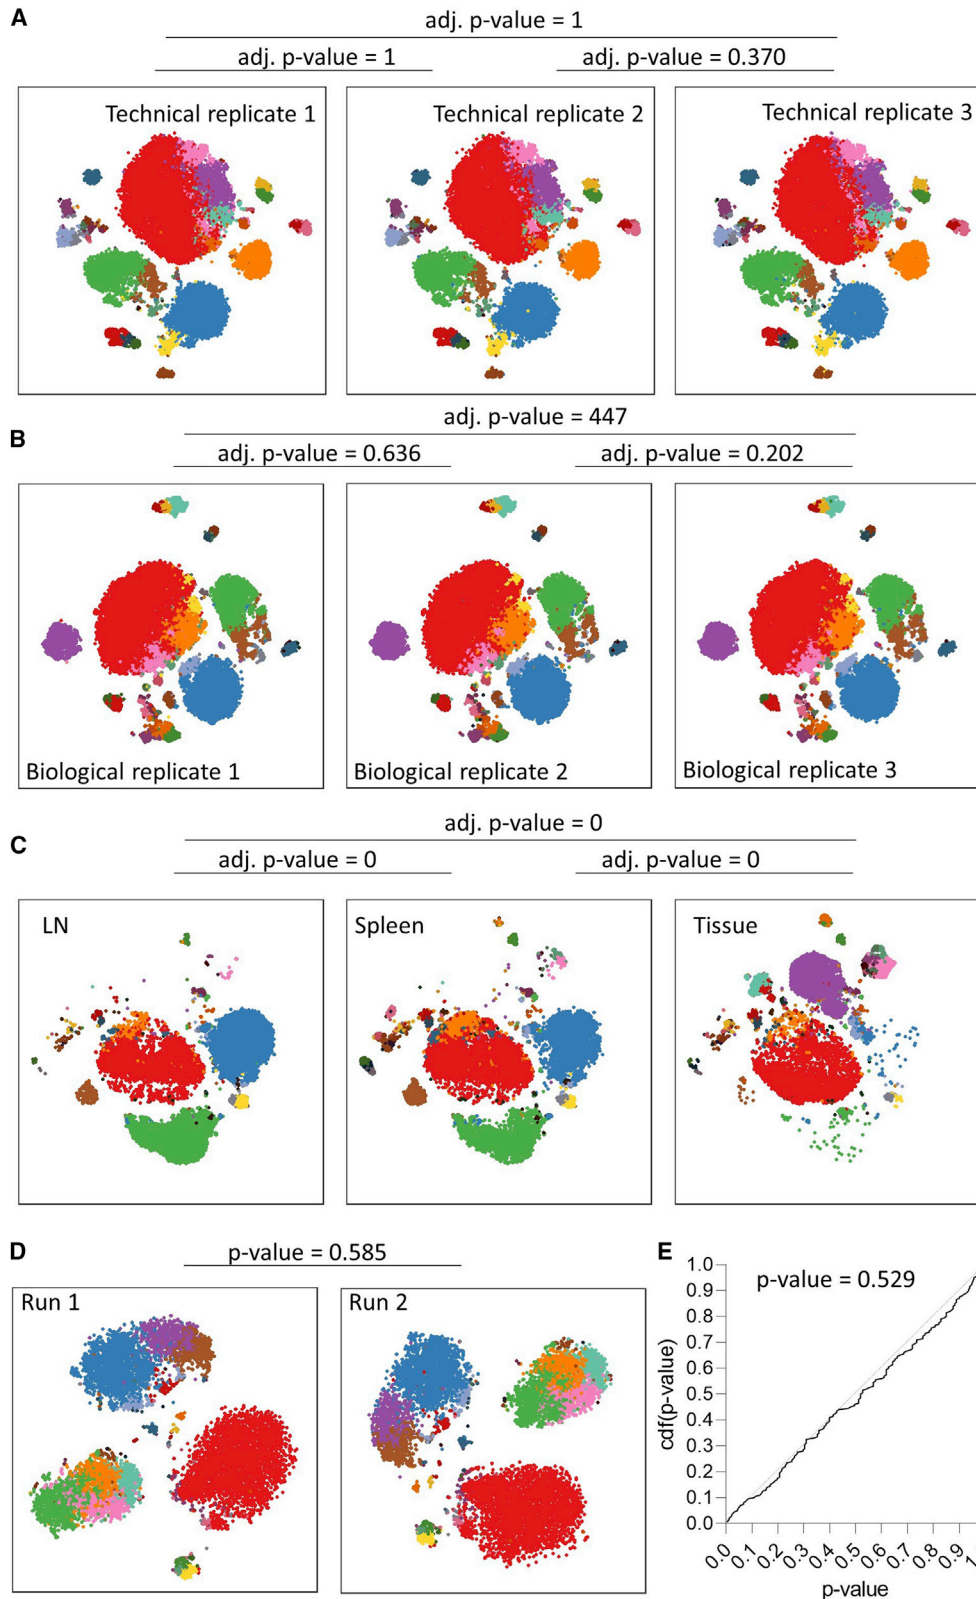 A
adj. p-value = 1
adj. p-value = 1
adj. p-value = 0.370
Technical replicate 1
Technical replicate 2
Technical replicate 3
B
adj. p-value = 447
adj. p-value = 0.636
adj. p-value = 0.202
Biological replicate 1
Biological replicate 2
Biological replicate 3
C
adj. p-value = 0
adj. p-value = 0
adj. p-value = 0
LN
Spleen
Tissue
D
p-value = 0.585
Run 1
Run 2
E
p-value = 0.529
cdf(p-value)
1.0
0.9
0.8
0.7
0.6
0.5
0.4
0.3
0.2
0.1
0.0
0.0 0.1 0.2 0.3 0.4 0.5 0.6 0.7 0.8 0.9
p-value